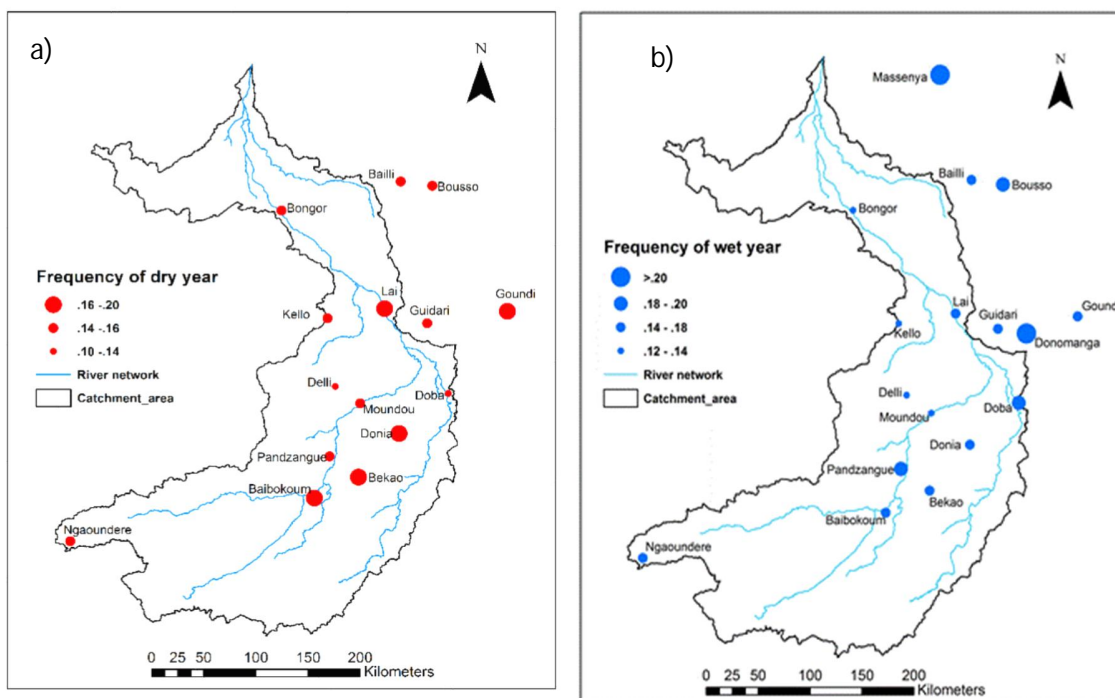 a)
N
Bailli
Bousso
Bongor
Frequency of dry year
.16 -.20
.14 -.16
.10 -.14
River network
Catchment_area
Lai
Goundi
Kello
Guidari
Delli
Doba
Moundou
Donia
Pandzangue
Bekao
Baibokoum
Ngaoundere
0 25 50 100 150 200
Kilometers
b)
N
Massenya
Bailli
Bousso
Bongor
Frequency of wet year
>.20
.18 -.20
.14 -.18
.12 -.14
River network
Catchment_area
Lai
Guidari
Gound
Kello
Donomanga
Delli
Doba
Moundou
Donia
Pandzangue
Bekao
Baibokoum
Ngaoundere
0 25 50 100 150 200
Kilometers